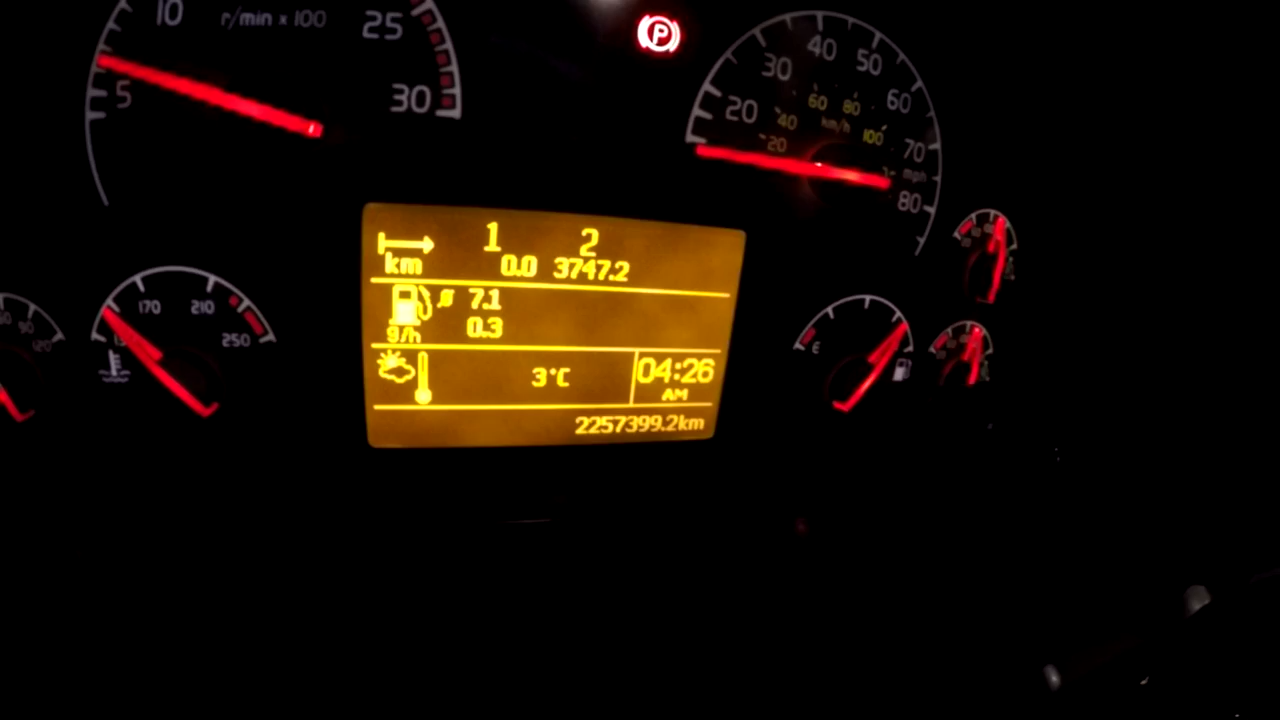 10 r/min x 100 25
5 30
P
20 30 40 50 60 70 80
mph
20 40 60 80 100
km/h
1 2
km 0.0 3747.2
7.1
g/h 0.3
3°C 04:26
AM
2257399.2km
90 120
170 210 250
E